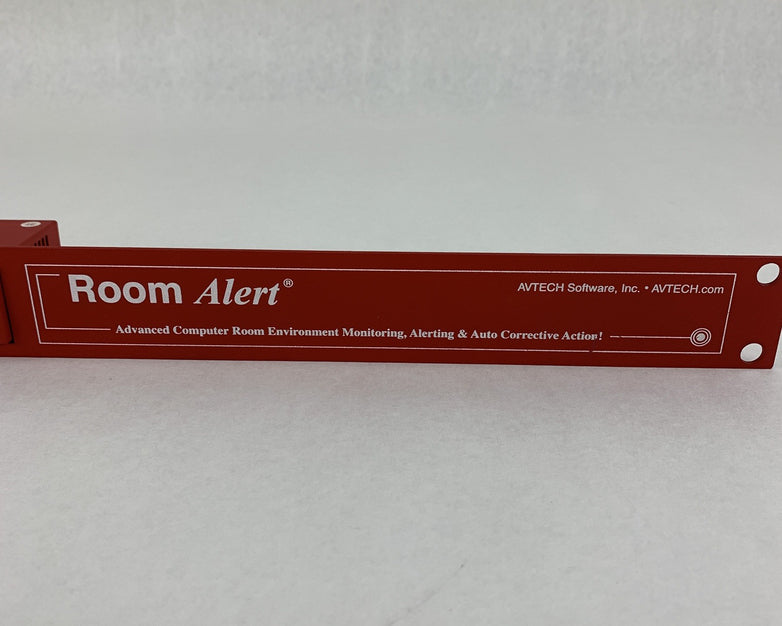 Room Alert®
AVTECH Software, Inc. • AVTECH.com
Advanced Computer Room Environment Monitoring, Alerting & Auto Corrective Action!